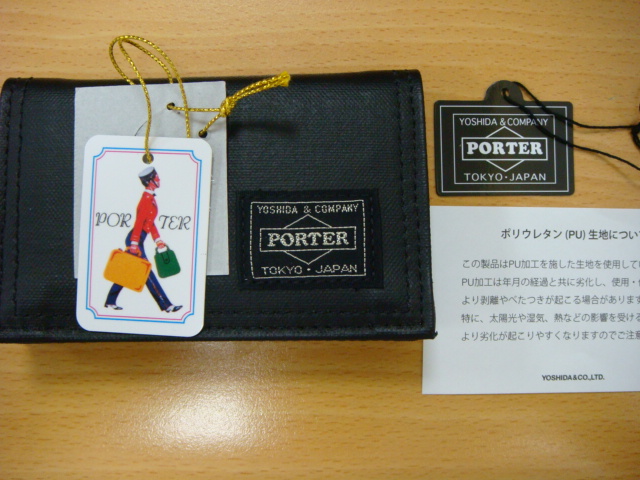 POR TER
YOSHIDA & COMPANY
PORTER
TOKYO・JAPAN
YOSHIDA & COMPANY
PORTER
TOKYO・JAPAN
ポリウレタン (PU) 生地につい
この製品はPU加工を施した生地を使用してい
PU加工は年月の経過と共に劣化し、使用・
より剥離やべたつきが起こる場合があります
特に、太陽光や湿気、熱などの影響を受ける
より劣化が起こりやすくなりますのでご注意
YOSHIDA&CO.,LTD.